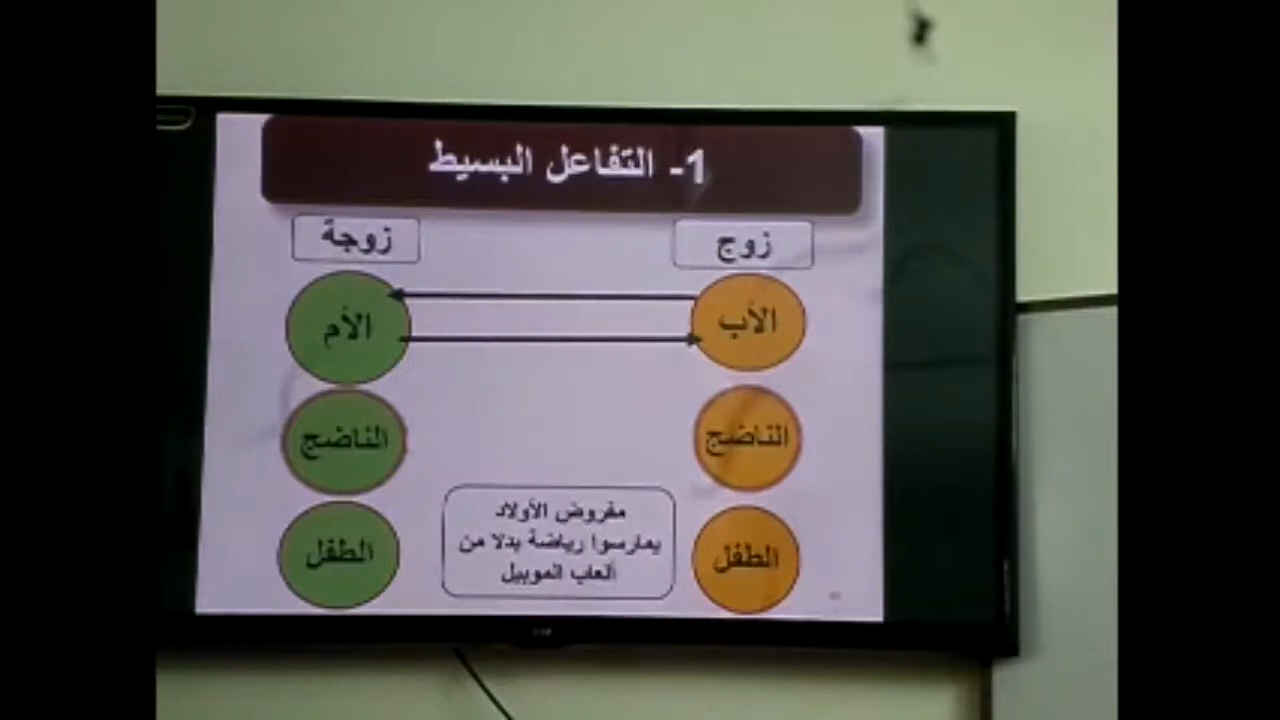 1- التفاعل البسيط
زوج
زوجة
الأب
الأم
الناضج
الناضج
الطفل
الطفل
مفروض الأولاد
يمارسوا رياضة بدلا من
ألعاب الموبيل